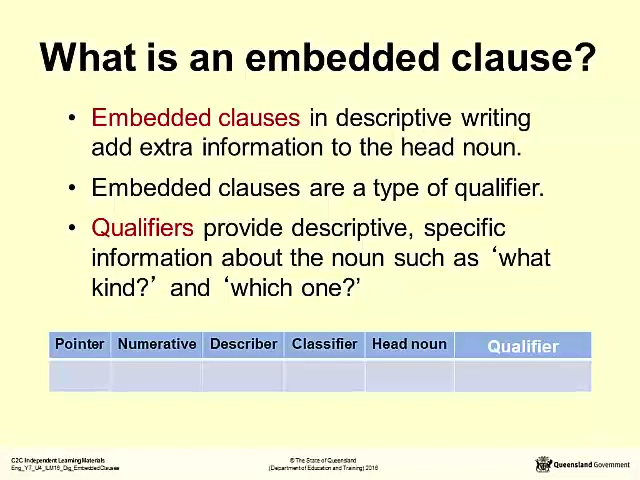 What is an embedded clause?
• Embedded clauses in descriptive writing
add extra information to the head noun.
• Embedded clauses are a type of qualifier.
• Qualifiers provide descriptive, specific
information about the noun such as ‘what
kind?’ and ‘which one?’
Pointer Numerative Describer Classifier Head noun Qualifier
C2C Independent Learning Materials
Eng_Y7_U4_ILM16_Dig_EmbeddedClauses
© The State of Queensland
(Department of Education and Training) 2016
Queensland Government